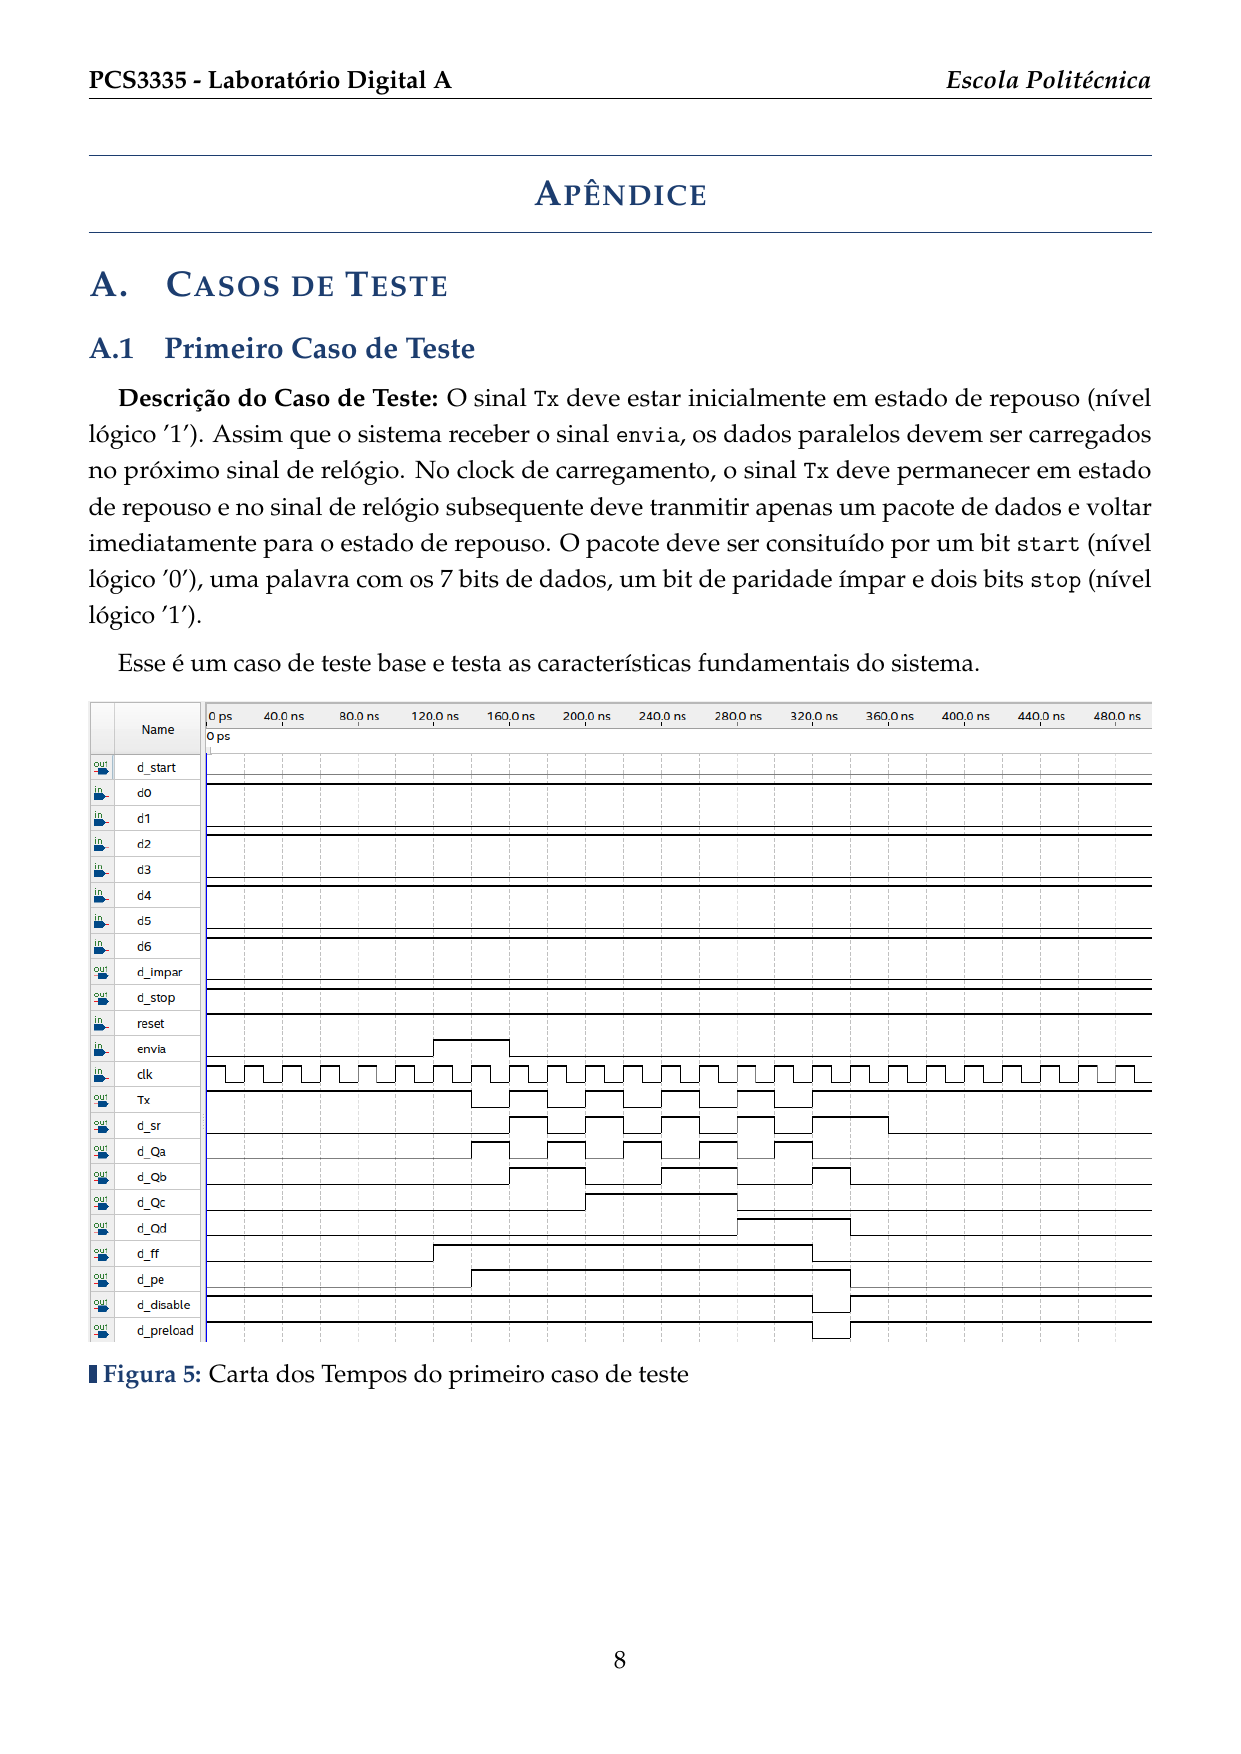 PCS3335 - Laboratório Digital A Escola Politécnica
APÊNDICE
A. CASOS DE TESTE
A.1 Primeiro Caso de Teste
Descrição do Caso de Teste: O sinal Tx deve estar inicialmente em estado de repouso (nível
lógico ’1’). Assim que o sistema receber o sinal envia, os dados paralelos devem ser carregados
no próximo sinal de relógio. No clock de carregamento, o sinal Tx deve permanecer em estado
de repouso e no sinal de relógio subsequente deve tranmitir apenas um pacote de dados e voltar
imediatamente para o estado de repouso. O pacote deve ser consituído por um bit start (nível
lógico ’0’), uma palavra com os 7 bits de dados, um bit de paridade ímpar e dois bits stop (nível
lógico ’1’).
Esse é um caso de teste base e testa as características fundamentais do sistema.
Name
0 ps 40.0 ns 80.0 ns 120.0 ns 160.0 ns 200.0 ns 240.0 ns 280.0 ns 320.0 ns 360.0 ns 400.0 ns 440.0 ns 480.0 ns
0 ps
out d_start
in d0
in d1
in d2
in d3
in d4
in d5
in d6
out d_impar
out d_stop
in reset
in envia
in clk
out Tx
out d_sr
out d_Qa
out d_Qb
out d_Qc
out d_Qd
out d_ff
out d_pe
out d_disable
out d_preload
Figura 5: Carta dos Tempos do primeiro caso de teste
8